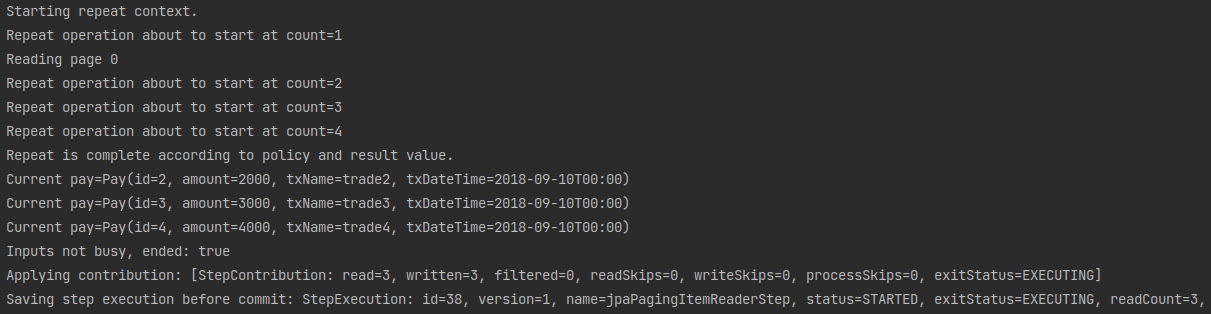 Starting repeat context.
Repeat operation about to start at count=1
Reading page 0
Repeat operation about to start at count=2
Repeat operation about to start at count=3
Repeat operation about to start at count=4
Repeat is complete according to policy and result value.
Current pay=Pay(id=2, amount=2000, txName=trade2, txDateTime=2018-09-10T00:00)
Current pay=Pay(id=3, amount=3000, txName=trade3, txDateTime=2018-09-10T00:00)
Current pay=Pay(id=4, amount=4000, txName=trade4, txDateTime=2018-09-10T00:00)
Inputs not busy, ended: true
Applying contribution: [StepContribution: read=3, written=3, filtered=0, readSkips=0, writeSkips=0, processSkips=0, exitStatus=EXECUTING]
Saving step execution before commit: StepExecution: id=38, version=1, name=jpaPagingItemReaderStep, status=STARTED, exitStatus=EXECUTING, readCount=3,